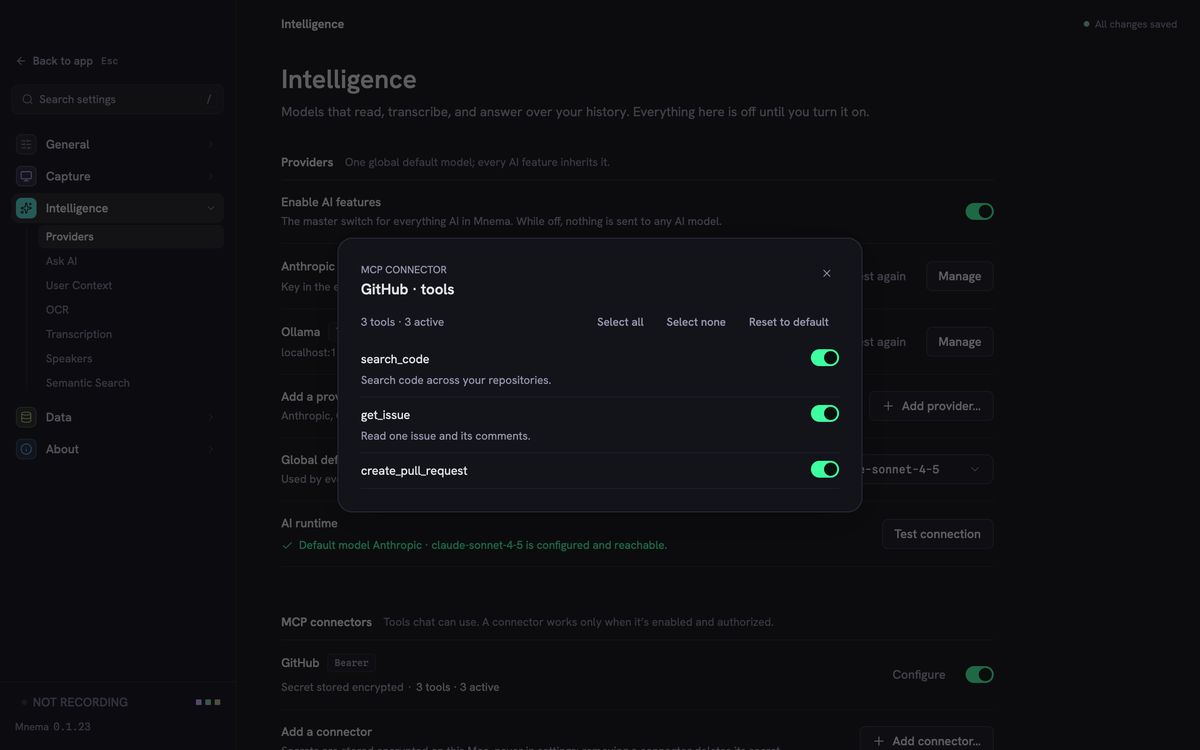 Intelligence
All changes saved
Back to app Esc
Search settings /
General
Capture
Intelligence
Providers
Ask AI
User Context
OCR
Transcription
Speakers
Semantic Search
Data
About
NOT RECORDING
Mnema 0.1.23
Intelligence
Models that read, transcribe, and answer over your history. Everything here is off until you turn it on.
Providers One global default model; every AI feature inherits it.
Enable AI features
The master switch for everything AI in Mnema. While off, nothing is sent to any AI model.
Anthropic
Key in the
again
Manage
Ollama
again
Manage
Add a
Anthropic,
Add provider…
Global
Used by
-sonnet-4-5
MCP CONNECTOR
GitHub · tools
3 tools · 3 active
Select all
Select none
Reset to default
search_code
Search code across your repositories.
get_issue
Read one issue and its comments.
create_pull_request
AI runtime
Default model Anthropic · claude-sonnet-4-5 is configured and reachable.
Test connection
MCP connectors Tools chat can use. A connector works only when it's enabled and authorized.
GitHub Bearer
Secret stored encrypted · 3 tools · 3 active
Configure
Add a connector
Add connector…